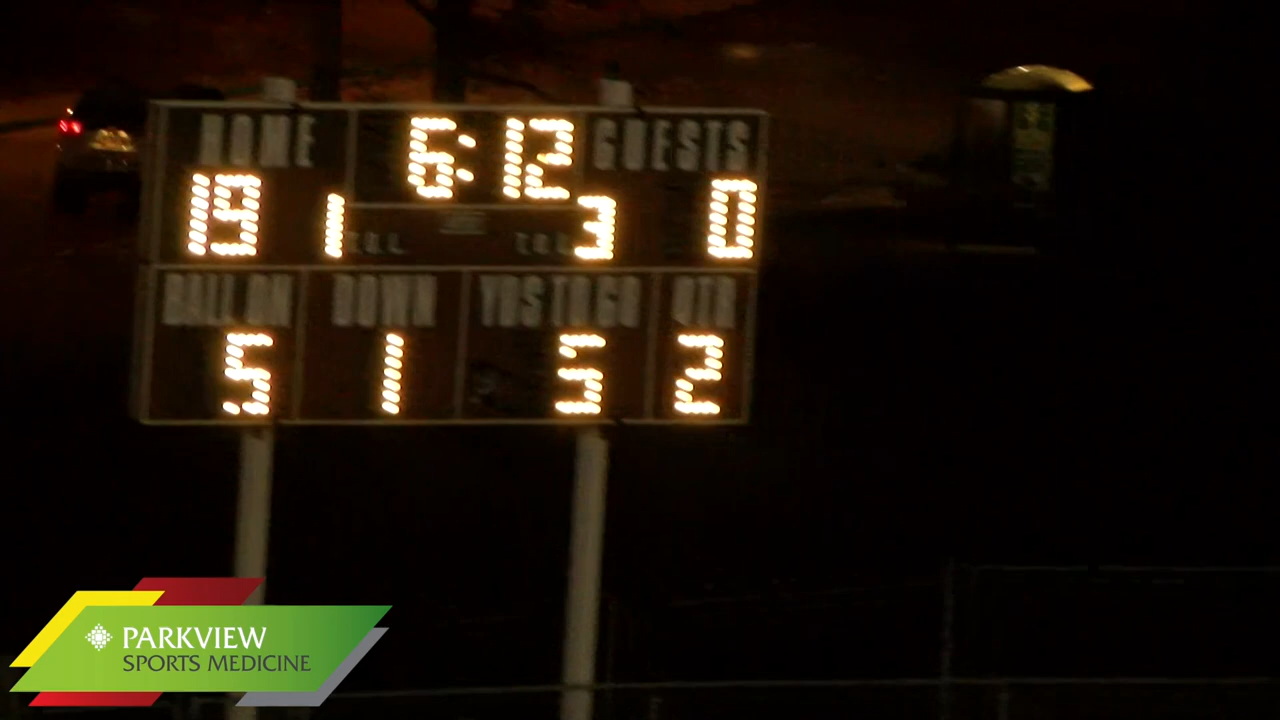 HOME 6:12 GUESTS
19 1 T.O.L. T.O.L. 3 0
BALL ON DOWN YDS TO GO QTR
5 1 5 2
PARKVIEW
SPORTS MEDICINE